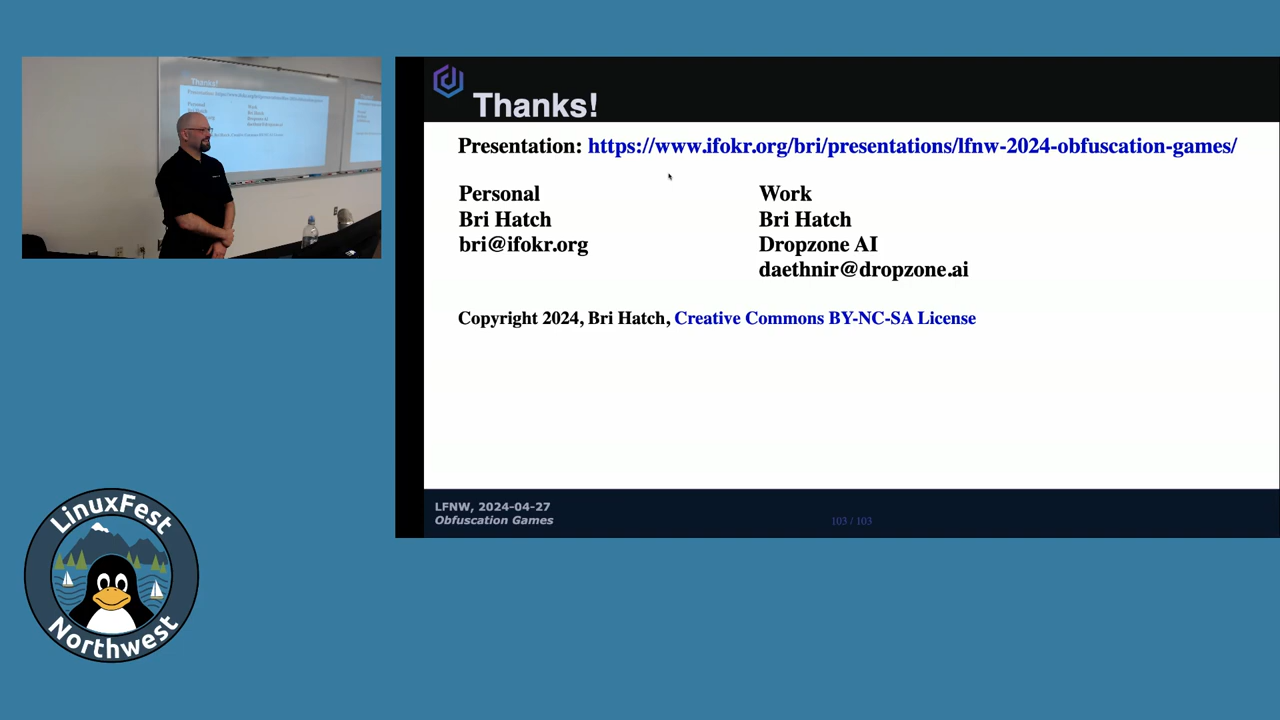 Thanks!
Presentation: https://www.ifokr.org/bri/presentations/lfnw-2024-obfuscation-games/
Personal
Bri Hatch
bri@ifokr.org
Work
Bri Hatch
Dropzone AI
daethnir@dropzone.ai
Copyright 2024, Bri Hatch, Creative Commons BY-NC-SA License
LFNW, 2024-04-27
Obfuscation Games
103 / 103
Thanks!
LinuxFest
Northwest